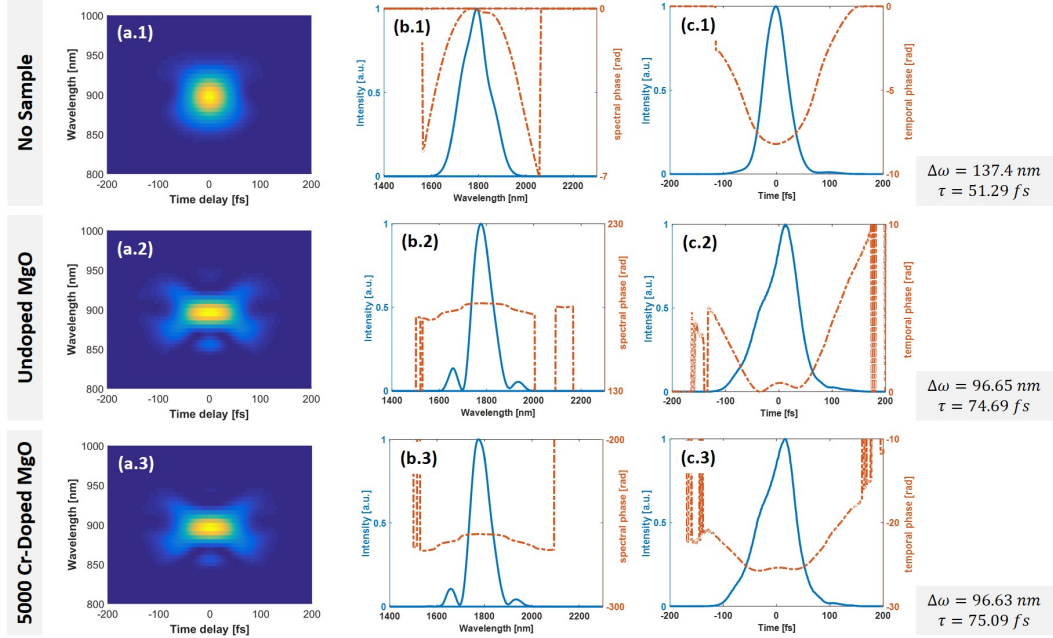 No Sample
(a.1)
Wavelength [nm]
1000
950
900
850
800
-200
-100
0
100
200
Time delay [fs]
(b.1)
Intensity [a.u.]
1
0.5
0
1400
1600
1800
2000
2200
Wavelength [nm]
0
-7
spectral phase [rad]
(c.1)
Intensity [a.u.]
1
0.5
0
-200
-100
0
100
200
Time [fs]
0
-5
-10
temporal phase [rad]
Δω = 137.4 nm
τ = 51.29 fs
Undoped MgO
(a.2)
Wavelength [nm]
1000
950
900
850
800
-200
-100
0
100
200
Time delay [fs]
(b.2)
Intensity [a.u.]
1
0.5
0
1400
1600
1800
2000
2200
Wavelength [nm]
230
130
spectral phase [rad]
(c.2)
Intensity [a.u.]
1
0.5
0
-200
-100
0
100
200
Time [fs]
10
5
0
temporal phase [rad]
Δω = 96.65 nm
τ = 74.69 fs
5000 Cr-Doped MgO
(a.3)
Wavelength [nm]
1000
950
900
850
800
-200
-100
0
100
200
Time delay [fs]
(b.3)
Intensity [a.u.]
1
0.5
0
1400
1600
1800
2000
2200
Wavelength [nm]
-200
-300
spectral phase [rad]
(c.3)
Intensity [a.u.]
1
0.5
0
-200
-100
0
100
200
Time [fs]
-10
-20
-30
temporal phase [rad]
Δω = 96.63 nm
τ = 75.09 fs